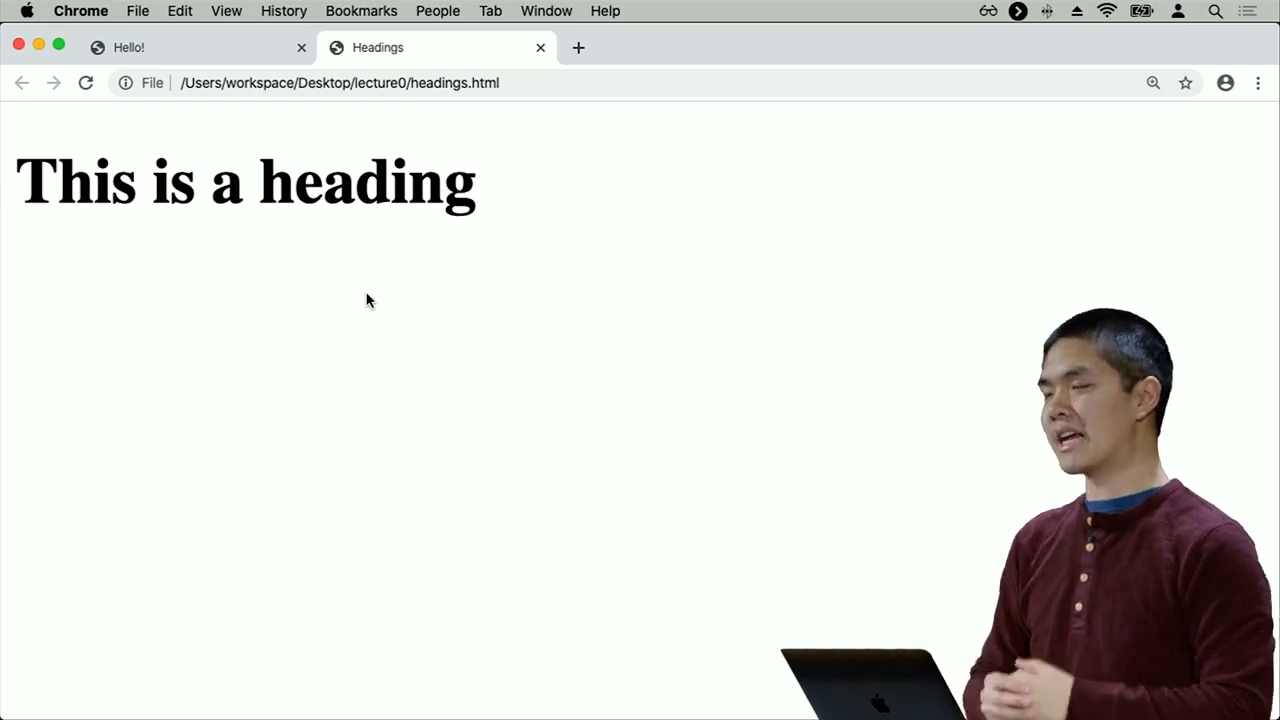 Chrome File Edit View History Bookmarks People Tab Window Help
Hello! Headings
File /Users/workspace/Desktop/lecture0/headings.html
This is a heading